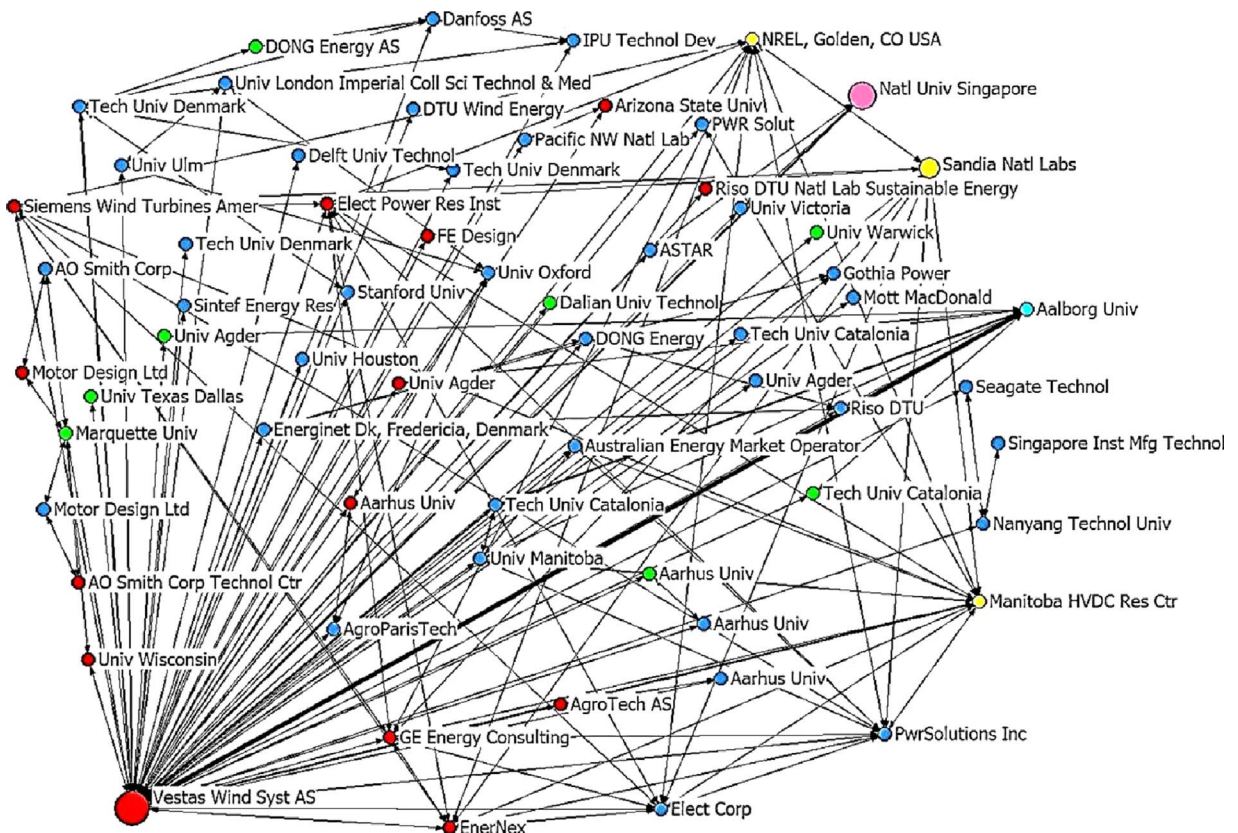 Danfoss AS
DONG Energy AS
IPU Technol Dev
NREL, Golden, CO USA
Univ London Imperial Coll Sci Technol & Med
Natl Univ Singapore
Tech Univ Denmark
DTU Wind Energy
Arizona State Univ
PWR Solut
Pacific NW Natl Lab
Univ Ulm
Delft Univ Technol
Tech Univ Denmark
Sandia Natl Labs
Riso DTU Natl Lab Sustainable Energy
Siemens Wind Turbines Amer
Elect Power Res Inst
Univ Victoria
FE Design
Univ Warwick
Tech Univ Denmark
ASTAR
AO Smith Corp
Univ Oxford
Gothia Power
Sintef Energy Res
Stanford Univ
Dalian Univ Technol
Mott MacDonald
Aalborg Univ
Univ Agder
DONG Energy
Tech Univ Catalonia
Univ Houston
Motor Design Ltd
Univ Agder
Univ Agder
Seagate Technol
Univ Texas Dallas
Riso DTU
Marquette Univ
Energinet Dk, Fredericia, Denmark
Australian Energy Market Operator
Singapore Inst Mfg Technol
Tech Univ Catalonia
Motor Design Ltd
Aarhus Univ
Tech Univ Catalonia
Nanyang Technol Univ
Univ Manitoba
AO Smith Corp Technol Ctr
Aarhus Univ
Manitoba HVDC Res Ctr
AgroParisTech
Aarhus Univ
Univ Wisconsin
Aarhus Univ
AgroTech AS
GE Energy Consulting
PwrSolutions Inc
Vestas Wind Syst AS
Elect Corp
EnerNex